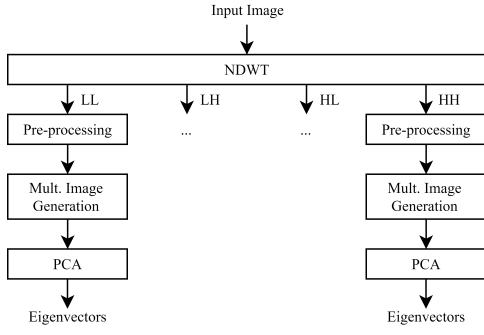 Input Image
NDWT
LL LH HL HH
Pre-processing ... ... Pre-processing
Mult. Image Generation Mult. Image Generation
PCA PCA
Eigenvectors Eigenvectors